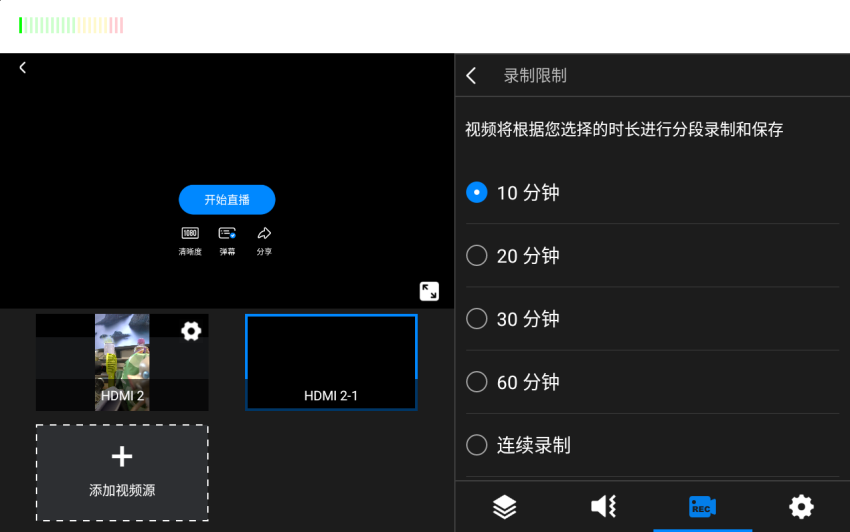 录制限制
视频将根据您选择的时长进行分段录制和保存
开始直播
10 分钟
1080
清晰度
弹幕
分享
20 分钟
30 分钟
HDMI 2
HDMI 2-1
60 分钟
添加视频源
连续录制
REC